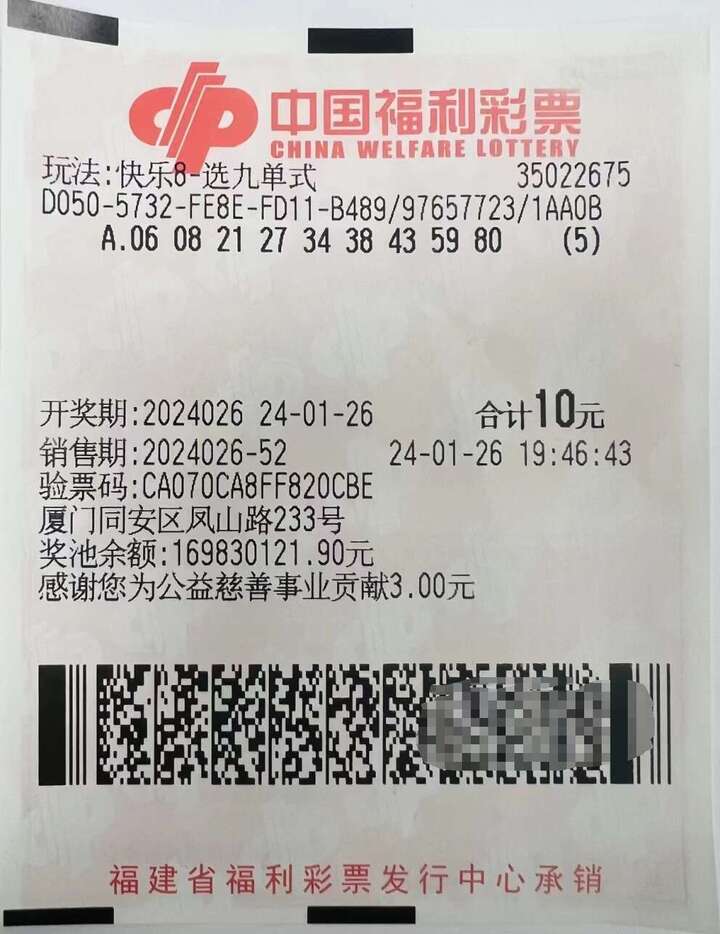 中国福利彩票
CHINA WELFARE LOTTERY
玩法:快乐8-选九单式 35022675
D050-5732-FE8E-FD11-B489/97657723/1AA0B
A.06 08 21 27 34 38 43 59 80 (5)
开奖期:2024026 24-01-26 合计10元
销售期:2024026-52 24-01-26 19:46:43
验票码:CA070CA8FF820CBE
厦门同安区凤山路233号
奖池余额:169830121.90元
感谢您为公益慈善事业贡献3.00元
福建省福利彩票发行中心承销